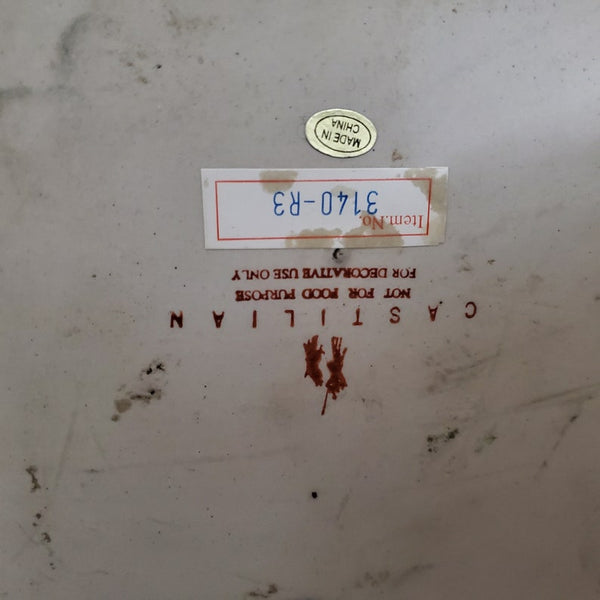 CASTILIAN
NOT FOR FOOD PURPOSE
FOR DECORATIVE USE ONLY
Item.No. 3140-R3
MADE IN
CHINA